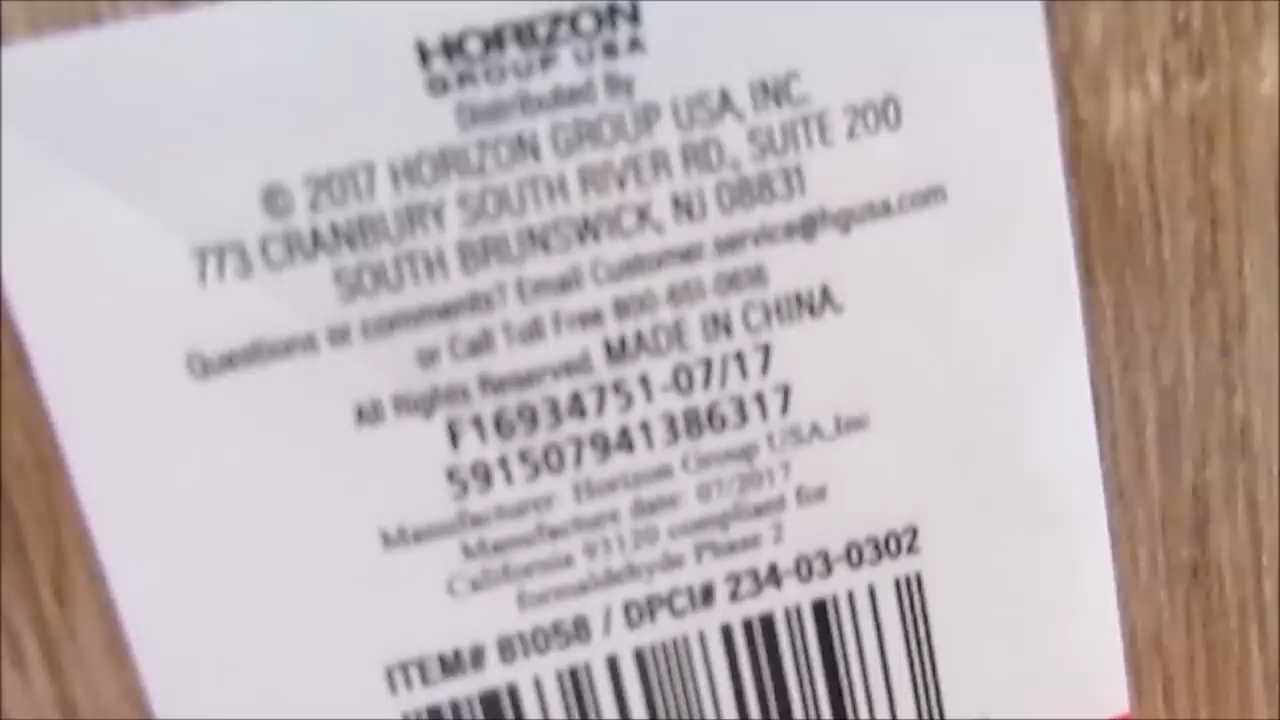 HORIZON
GROUP USA
Distributed By
© 2017 HORIZON GROUP USA, INC.
773 CRANBURY SOUTH RIVER RD., SUITE 200
SOUTH BRUNSWICK, NJ 08831
Questions or comments? Email Customer.service@hgusa.com
or Call Toll Free
All Rights Reserved. MADE IN CHINA.
F16934751-07/17
591507941386317
Manufacturer: Horizon Group USA,Inc
Manufacture date: 07/2017
California 93120 compliant for
formaldehyde Phase 2
ITEM# 81058 / DPCI# 234-03-0302